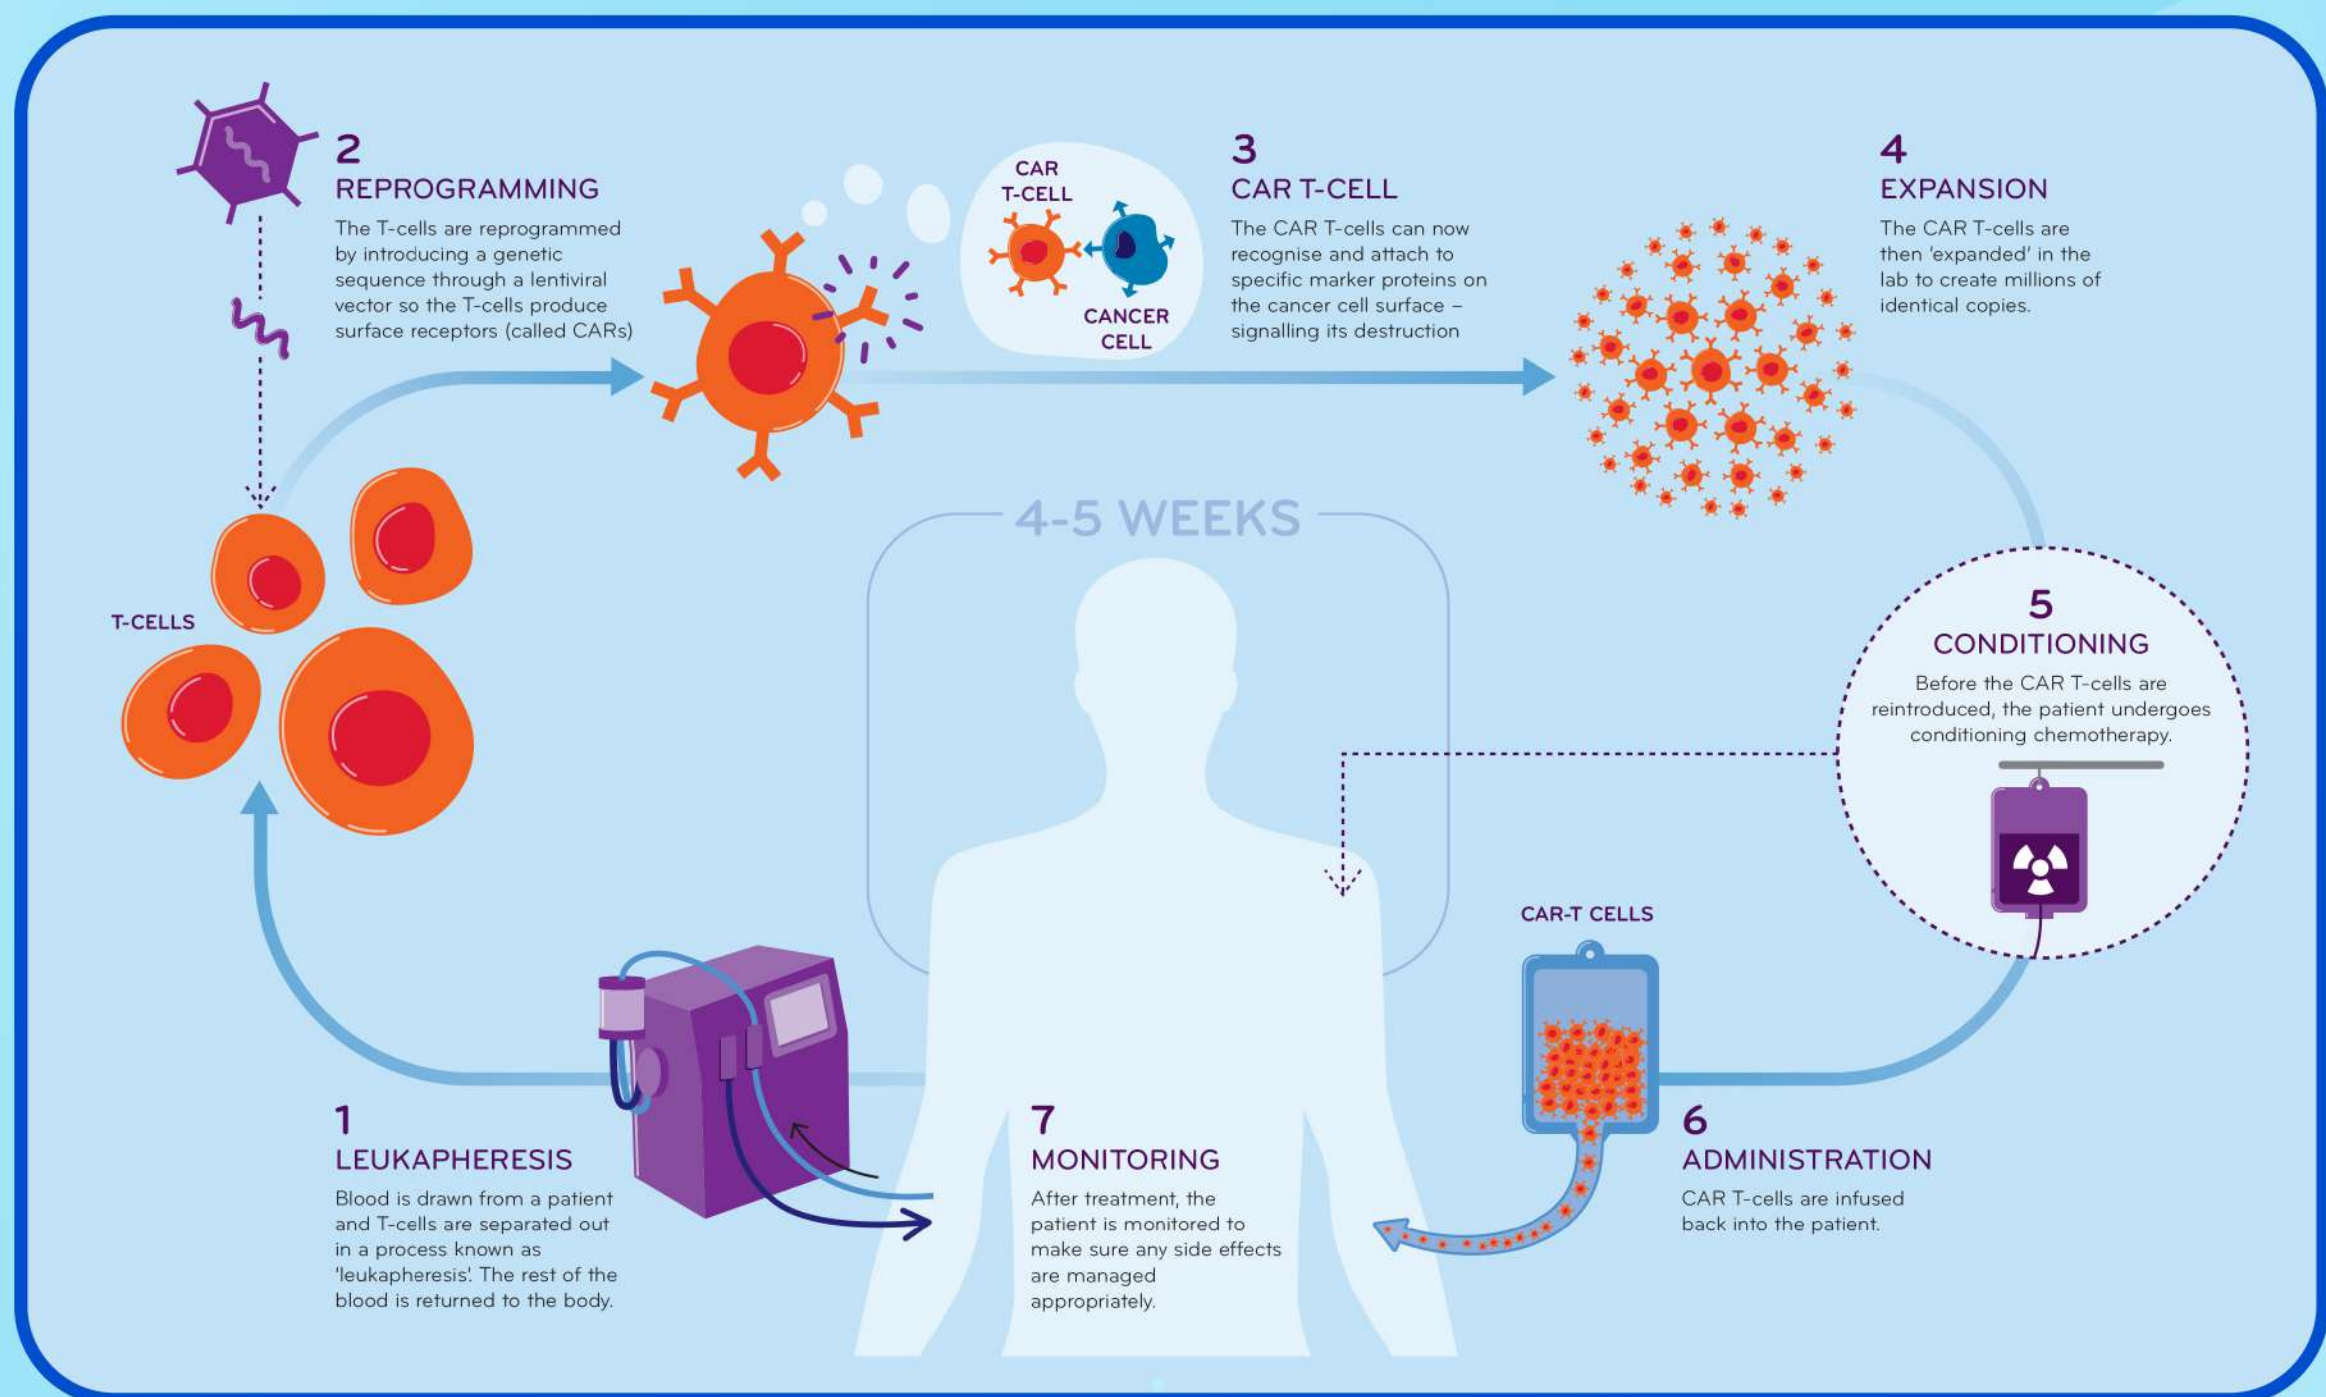 2
REPROGRAMMING
The T-cells are reprogrammed
by introducing a genetic
sequence through a lentiviral
vector so the T-cells produce
surface receptors (called CARs)
CAR
T-CELL
CANCER
CELL
3
CAR T-CELL
The CAR T-cells can now
recognise and attach to
specific marker proteins on
the cancer cell surface –
signalling its destruction
4
EXPANSION
The CAR T-cells are
then 'expanded' in the
lab to create millions of
identical copies.
4-5 WEEKS
T-CELLS
5
CONDITIONING
Before the CAR T-cells are
reintroduced, the patient undergoes
conditioning chemotherapy.
CAR-T CELLS
1
LEUKAPHERESIS
Blood is drawn from a patient
and T-cells are separated out
in a process known as
'leukapheresis'. The rest of the
blood is returned to the body.
7
MONITORING
After treatment, the
patient is monitored to
make sure any side effects
are managed
appropriately.
6
ADMINISTRATION
CAR T-cells are infused
back into the patient.